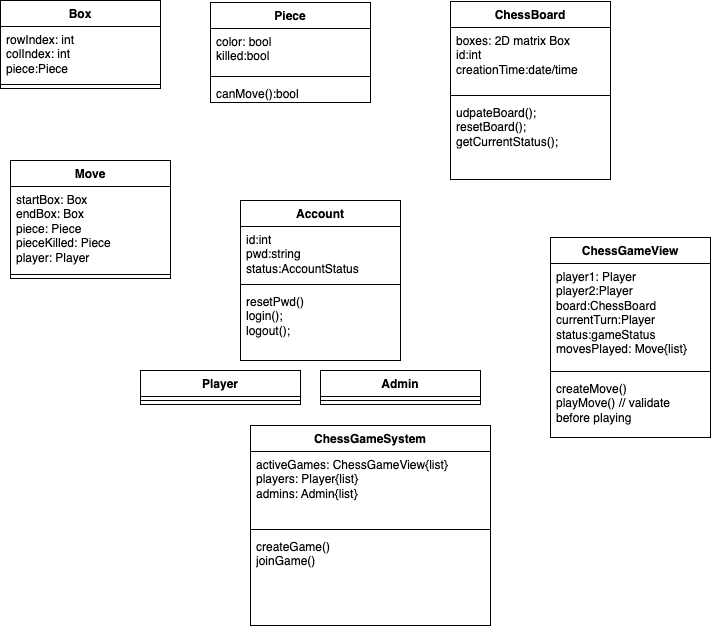 Box
rowIndex: int
colIndex: int
piece:Piece
Piece
color: bool
killed:bool
canMove():bool
ChessBoard
boxes: 2D matrix Box
id:int
creationTime:date/time
udpateBoard();
resetBoard();
getCurrentStatus();
Move
startBox: Box
endBox: Box
piece: Piece
pieceKilled: Piece
player: Player
Account
id:int
pwd:string
status:AccountStatus
resetPwd()
login();
logout();
ChessGameView
player1: Player
player2:Player
board:ChessBoard
currentTurn:Player
status:gameStatus
movesPlayed: Move{list}
createMove()
playMove() // validate
before playing
Player
Admin
ChessGameSystem
activeGames: ChessGameView{list}
players: Player{list}
admins: Admin{list}
createGame()
joinGame()